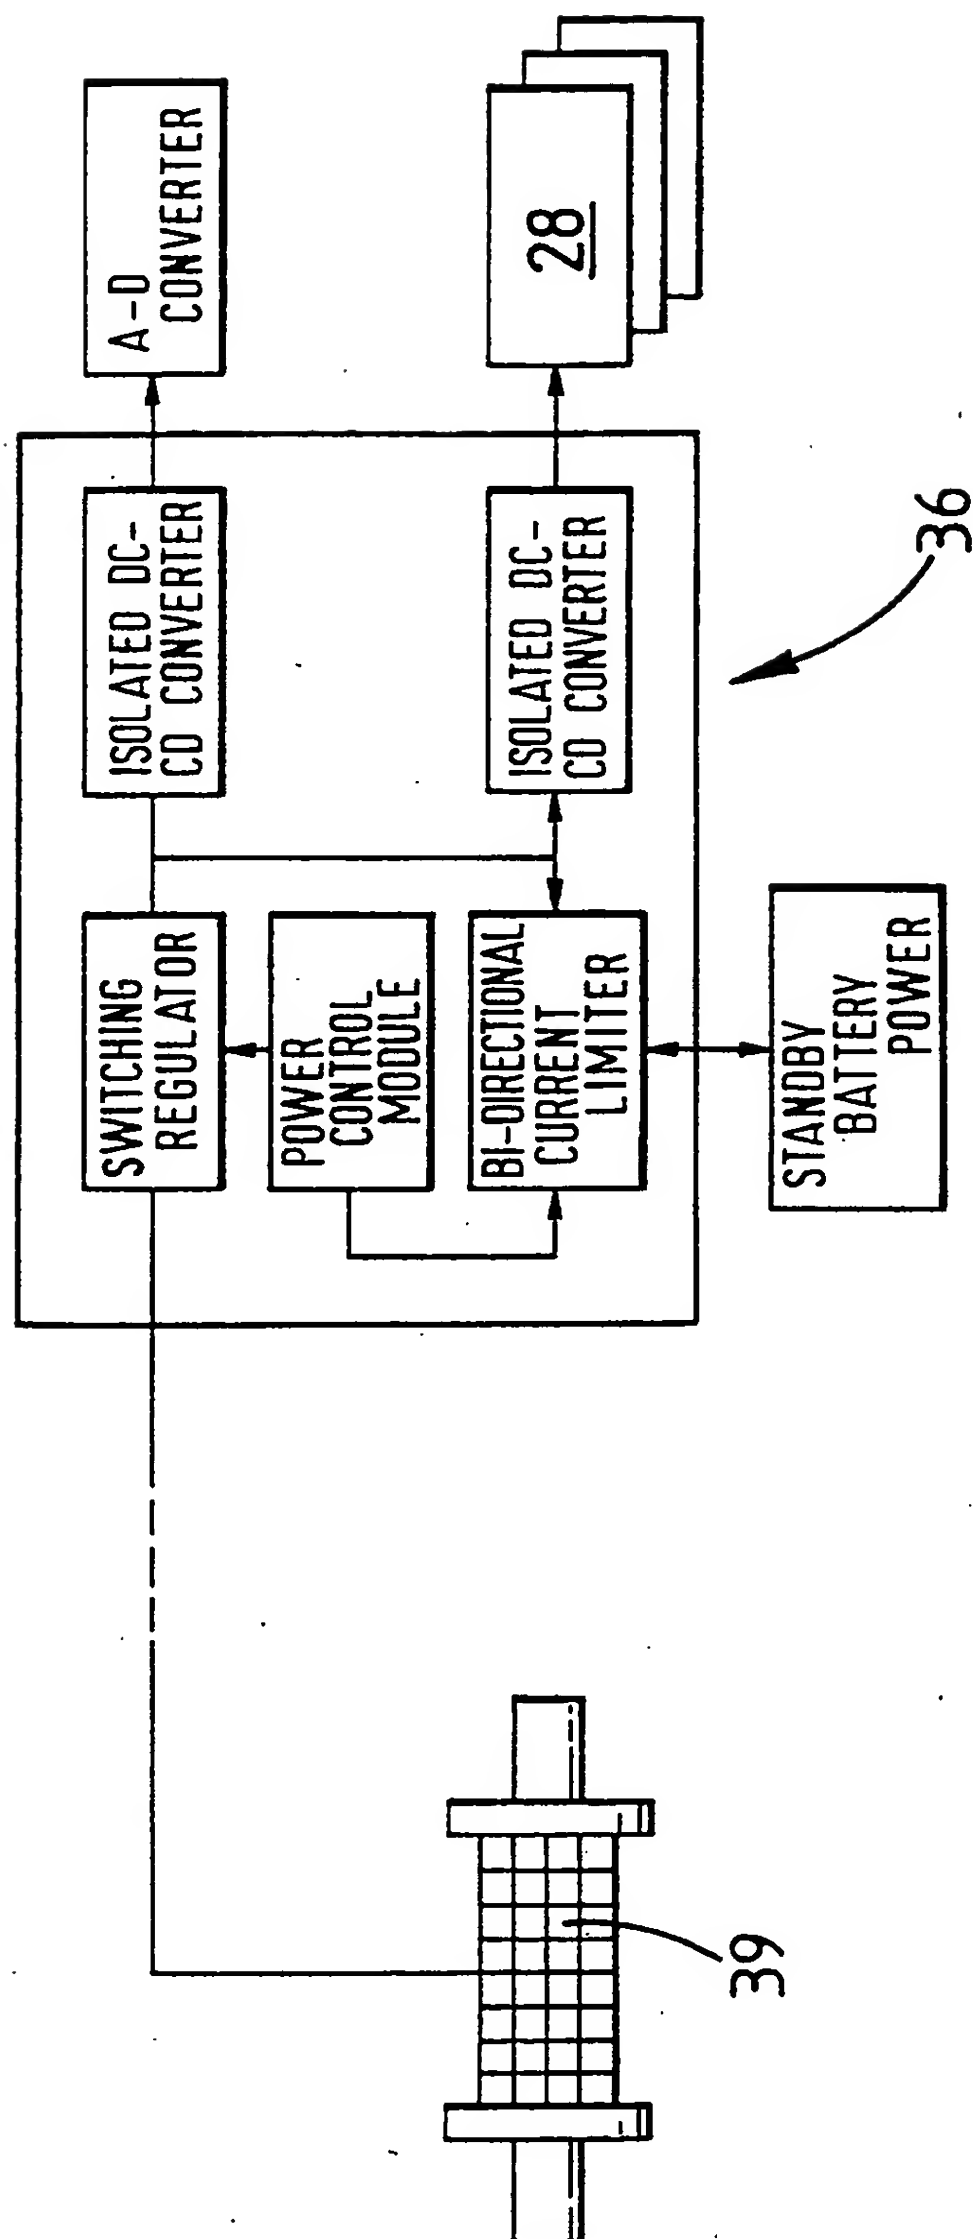 A-D
CONVERTER
28
ISOLATED DC-
CD CONVERTER
ISOLATED DC-
CD CONVERTER
SWITCHING
REGULATOR
POWER
CONTROL
MODULE
BI-DIRECTIONAL
CURRENT
LIMITER
STANDBY
BATTERY
POWER
36
39